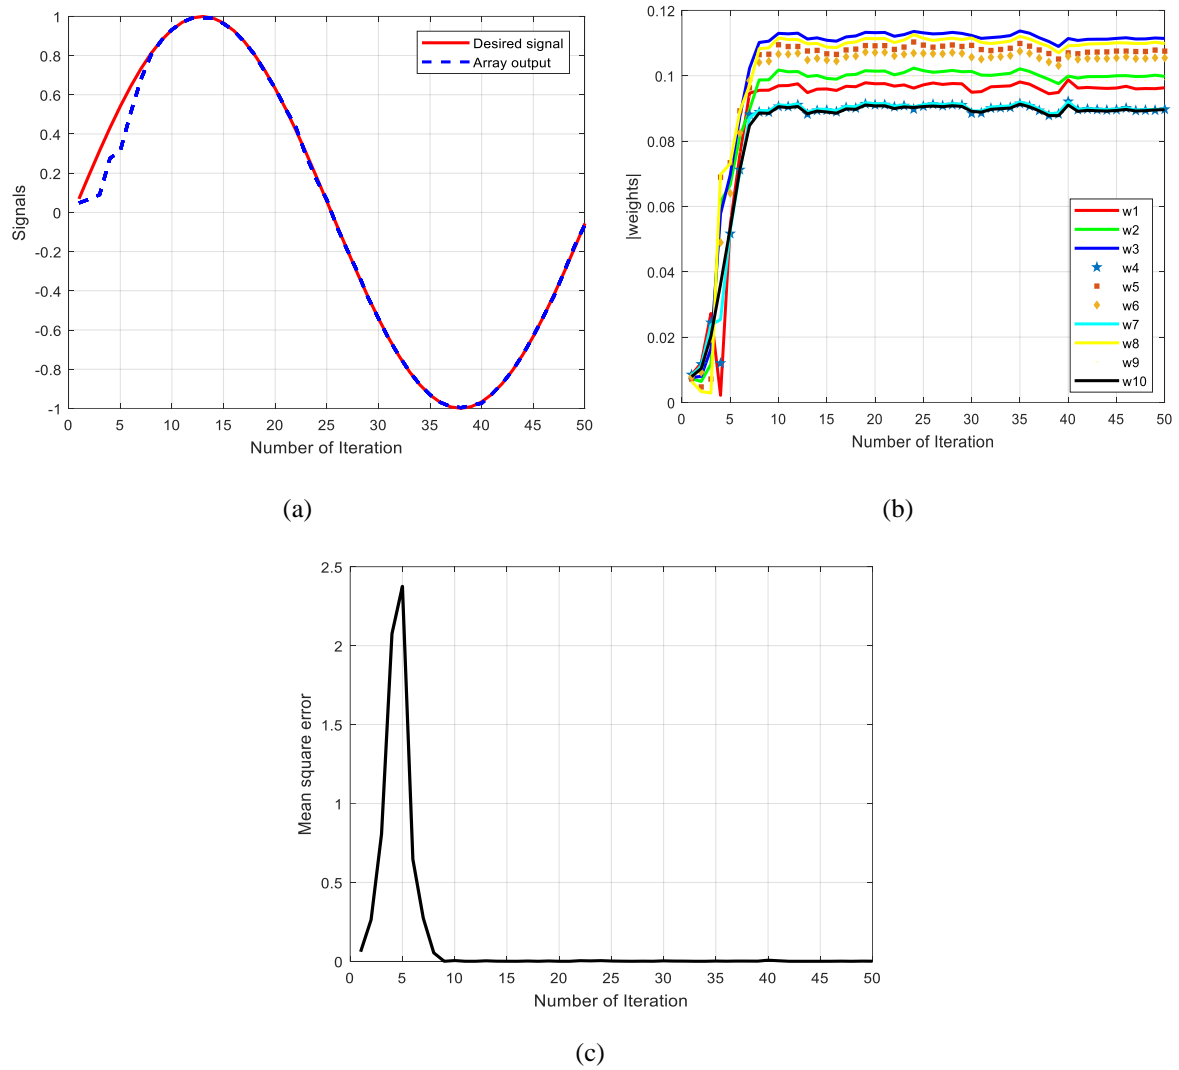 1
0.8
0.6
0.4
0.2
0
-0.2
-0.4
-0.6
-0.8
-1
Signals
Desired signal
Array output
0 5 10 15 20 25 30 35 40 45 50
Number of Iteration
(a)
0.12
0.1
0.08
0.06
0.04
0.02
0
|weights|
w1
w2
w3
w4
w5
w6
w7
w8
w9
w10
0 5 10 15 20 25 30 35 40 45 50
Number of Iteration
(b)
2.5
2
1.5
1
0.5
0
Mean square error
0 5 10 15 20 25 30 35 40 45 50
Number of Iteration
(c)